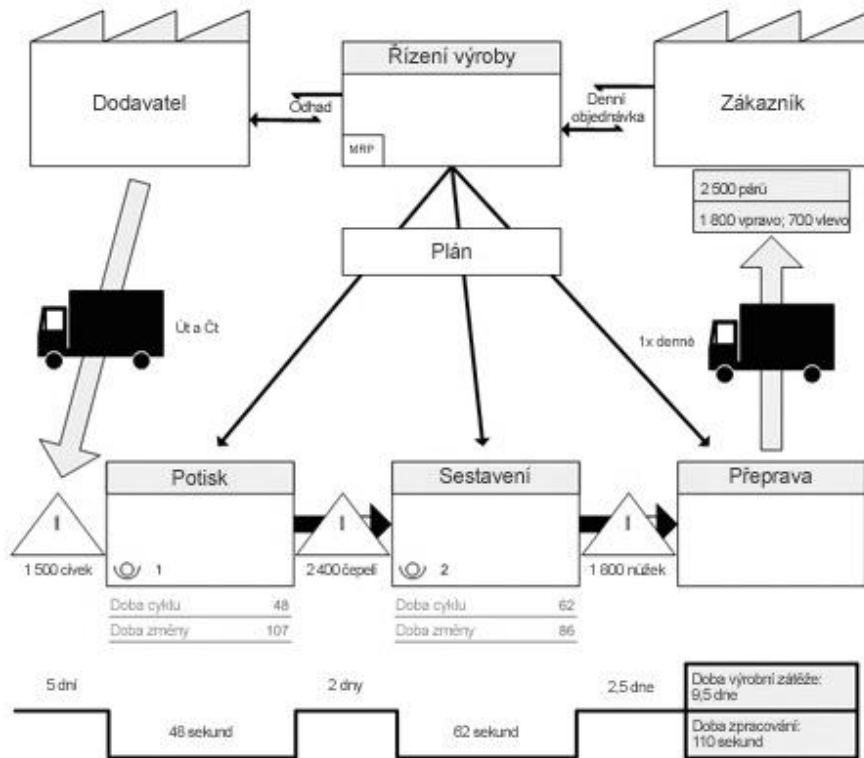 Dodavatel
Odhad
Řízení výroby
MRP
Denní
objednávka
Zákazník
2 500 párů
1 800 vpravo; 700 vlevo
Plán
Út a Čt
1x denně
Potisk
Sestavení
Přeprava
I
I
I
1 500 cívek
1
2 400 čepelí
2
1 800 nůžek
Doba cyklu 48
Doba změny 107
Doba cyklu 62
Doba změny 86
5 dní
2 dny
2,5 dne
Doba výrobní zátěže:
9,5 dne
48 sekund
62 sekund
Doba zpracování:
110 sekund